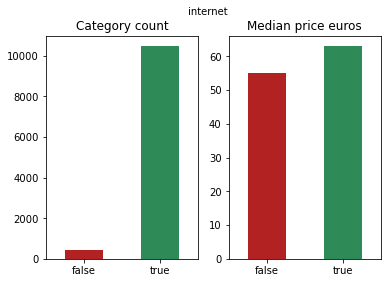 internet
Category count
Median price euros
10000
8000
6000
4000
2000
0
false
true
60
50
40
30
20
10
0
false
true